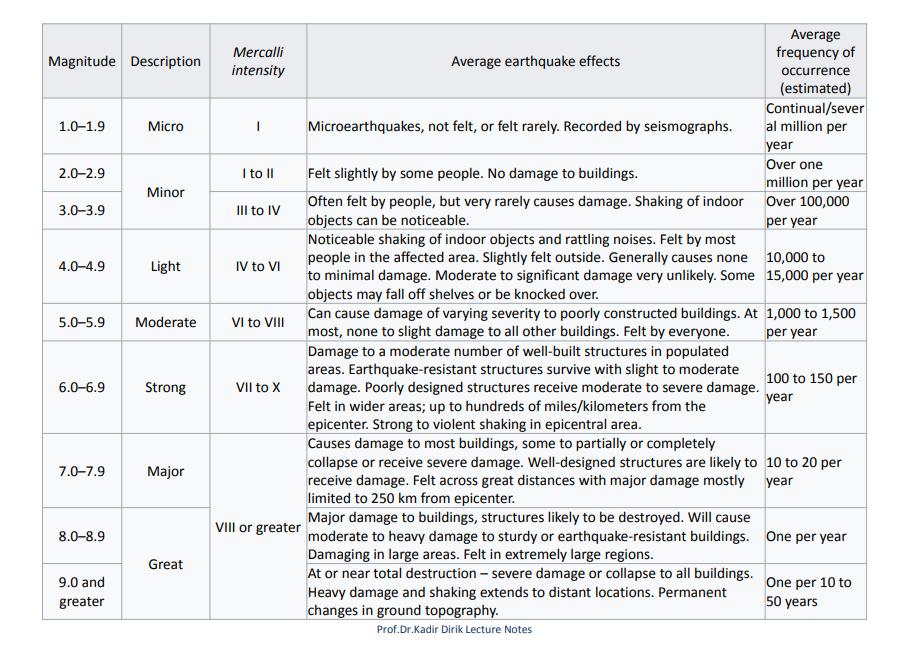 Magnitude
Description
Mercalli
intensity
Average earthquake effects
Average
frequency of
occurrence
(estimated)
1.0–1.9
Micro
I
Microearthquakes, not felt, or felt rarely. Recorded by seismographs.
Continual/sever
al million per
year
2.0–2.9
Minor
I to II
Felt slightly by some people. No damage to buildings.
Over one
million per year
3.0–3.9
III to IV
Often felt by people, but very rarely causes damage. Shaking of indoor
objects can be noticeable.
Over 100,000
per year
4.0–4.9
Light
IV to VI
Noticeable shaking of indoor objects and rattling noises. Felt by most
people in the affected area. Slightly felt outside. Generally causes none
to minimal damage. Moderate to significant damage very unlikely. Some
objects may fall off shelves or be knocked over.
10,000 to
15,000 per year
5.0–5.9
Moderate
VI to VIII
Can cause damage of varying severity to poorly constructed buildings. At
most, none to slight damage to all other buildings. Felt by everyone.
1,000 to 1,500
per year
6.0–6.9
Strong
VII to X
Damage to a moderate number of well-built structures in populated
areas. Earthquake-resistant structures survive with slight to moderate
damage. Poorly designed structures receive moderate to severe damage.
Felt in wider areas; up to hundreds of miles/kilometers from the
epicenter. Strong to violent shaking in epicentral area.
100 to 150 per
year
7.0–7.9
Major
VIII or greater
Causes damage to most buildings, some to partially or completely
collapse or receive severe damage. Well-designed structures are likely to
receive damage. Felt across great distances with major damage mostly
limited to 250 km from epicenter.
10 to 20 per
year
8.0–8.9
Great
Major damage to buildings, structures likely to be destroyed. Will cause
moderate to heavy damage to sturdy or earthquake-resistant buildings.
Damaging in large areas. Felt in extremely large regions.
One per year
9.0 and
greater
At or near total destruction – severe damage or collapse to all buildings.
Heavy damage and shaking extends to distant locations. Permanent
changes in ground topography.
One per 10 to
50 years
Prof.Dr.Kadir Dirik Lecture Notes